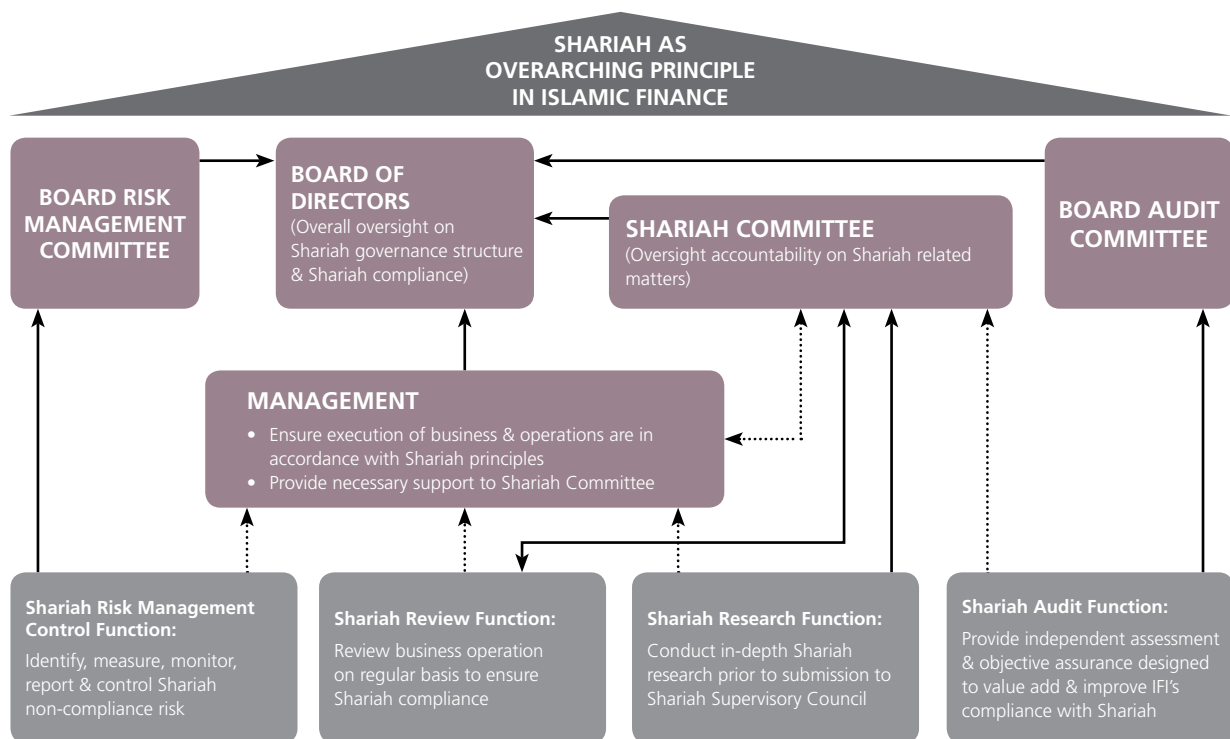 SHARIAH AS
OVERARCHING PRINCIPLE
IN ISLAMIC FINANCE
BOARD RISK
MANAGEMENT
COMMITTEE
BOARD OF
DIRECTORS
(Overall oversight on
Shariah governance structure
& Shariah compliance)
SHARIAH COMMITTEE
(Oversight accountability on Shariah related
matters)
BOARD AUDIT
COMMITTEE
MANAGEMENT
• Ensure execution of business & operations are in
accordance with Shariah principles
• Provide necessary support to Shariah Committee
Shariah Risk Management
Control Function:
Identify, measure, monitor,
report & control Shariah
non-compliance risk
Shariah Review Function:
Review business operation
on regular basis to ensure
Shariah compliance
Shariah Research Function:
Conduct in-depth Shariah
research prior to submission to
Shariah Supervisory Council
Shariah Audit Function:
Provide independent assessment
& objective assurance designed
to value add & improve IFI’s
compliance with Shariah